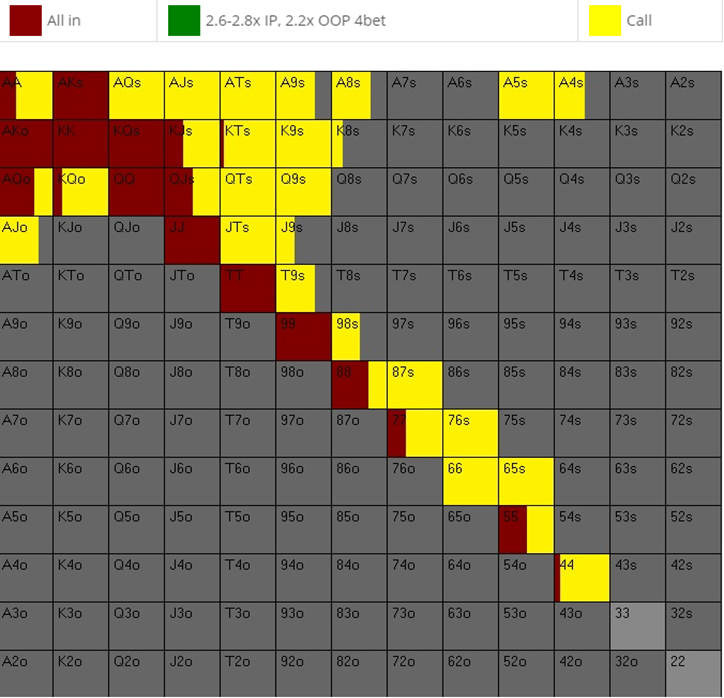 All in 2.6-2.8x IP, 2.2x OOP 4bet Call
AA AKs AQs AJs ATs A9s A8s A7s A6s A5s A4s A3s A2s
AKo KK KQs KJs KTs K9s K8s K7s K6s K5s K4s K3s K2s
AQo KQo QQ QJs QTs Q9s Q8s Q7s Q6s Q5s Q4s Q3s Q2s
AJo KJo QJo JJ JTs J9s J8s J7s J6s J5s J4s J3s J2s
ATo KTo QTo JTo TT T9s T8s T7s T6s T5s T4s T3s T2s
A9o K9o Q9o J9o T9o 99 98s 97s 96s 95s 94s 93s 92s
A8o K8o Q8o J8o T8o 98o 88 87s 86s 85s 84s 83s 82s
A7o K7o Q7o J7o T7o 97o 87o 77 76s 75s 74s 73s 72s
A6o K6o Q6o J6o T6o 96o 86o 76o 66 65s 64s 63s 62s
A5o K5o Q5o J5o T5o 95o 85o 75o 65o 55 54s 53s 52s
A4o K4o Q4o J4o T4o 94o 84o 74o 64o 54o 44 43s 42s
A3o K3o Q3o J3o T3o 93o 83o 73o 63o 53o 43o 33 32s
A2o K2o Q2o J2o T2o 92o 82o 72o 62o 52o 42o 32o 22